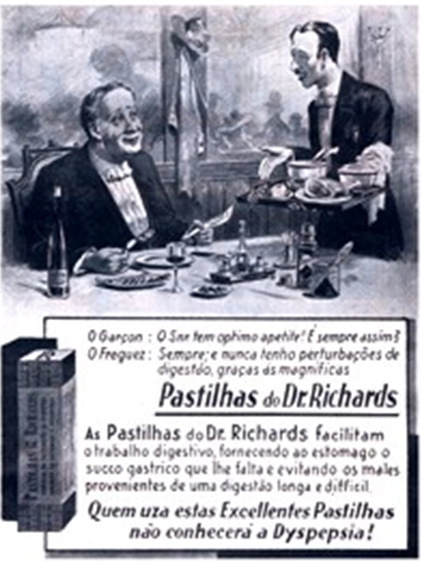 O Garçon : O Snr tem optimo apetite! É sempre assim?
O Freguez : Sempre; e nunca tenho perturbações de
digestão, graças ás magnificas
Pastilhas do Dr. Richards
As Pastilhas do Dr. Richards facilitam
o trabalho digestivo, fornecendo ao estomago o
succo gastrico que lhe falta e evitando os males
provenientes de uma digestão longa e difficil.
Quem uza estas Excellentes Pastilhas
não conhecerá a Dyspepsia!